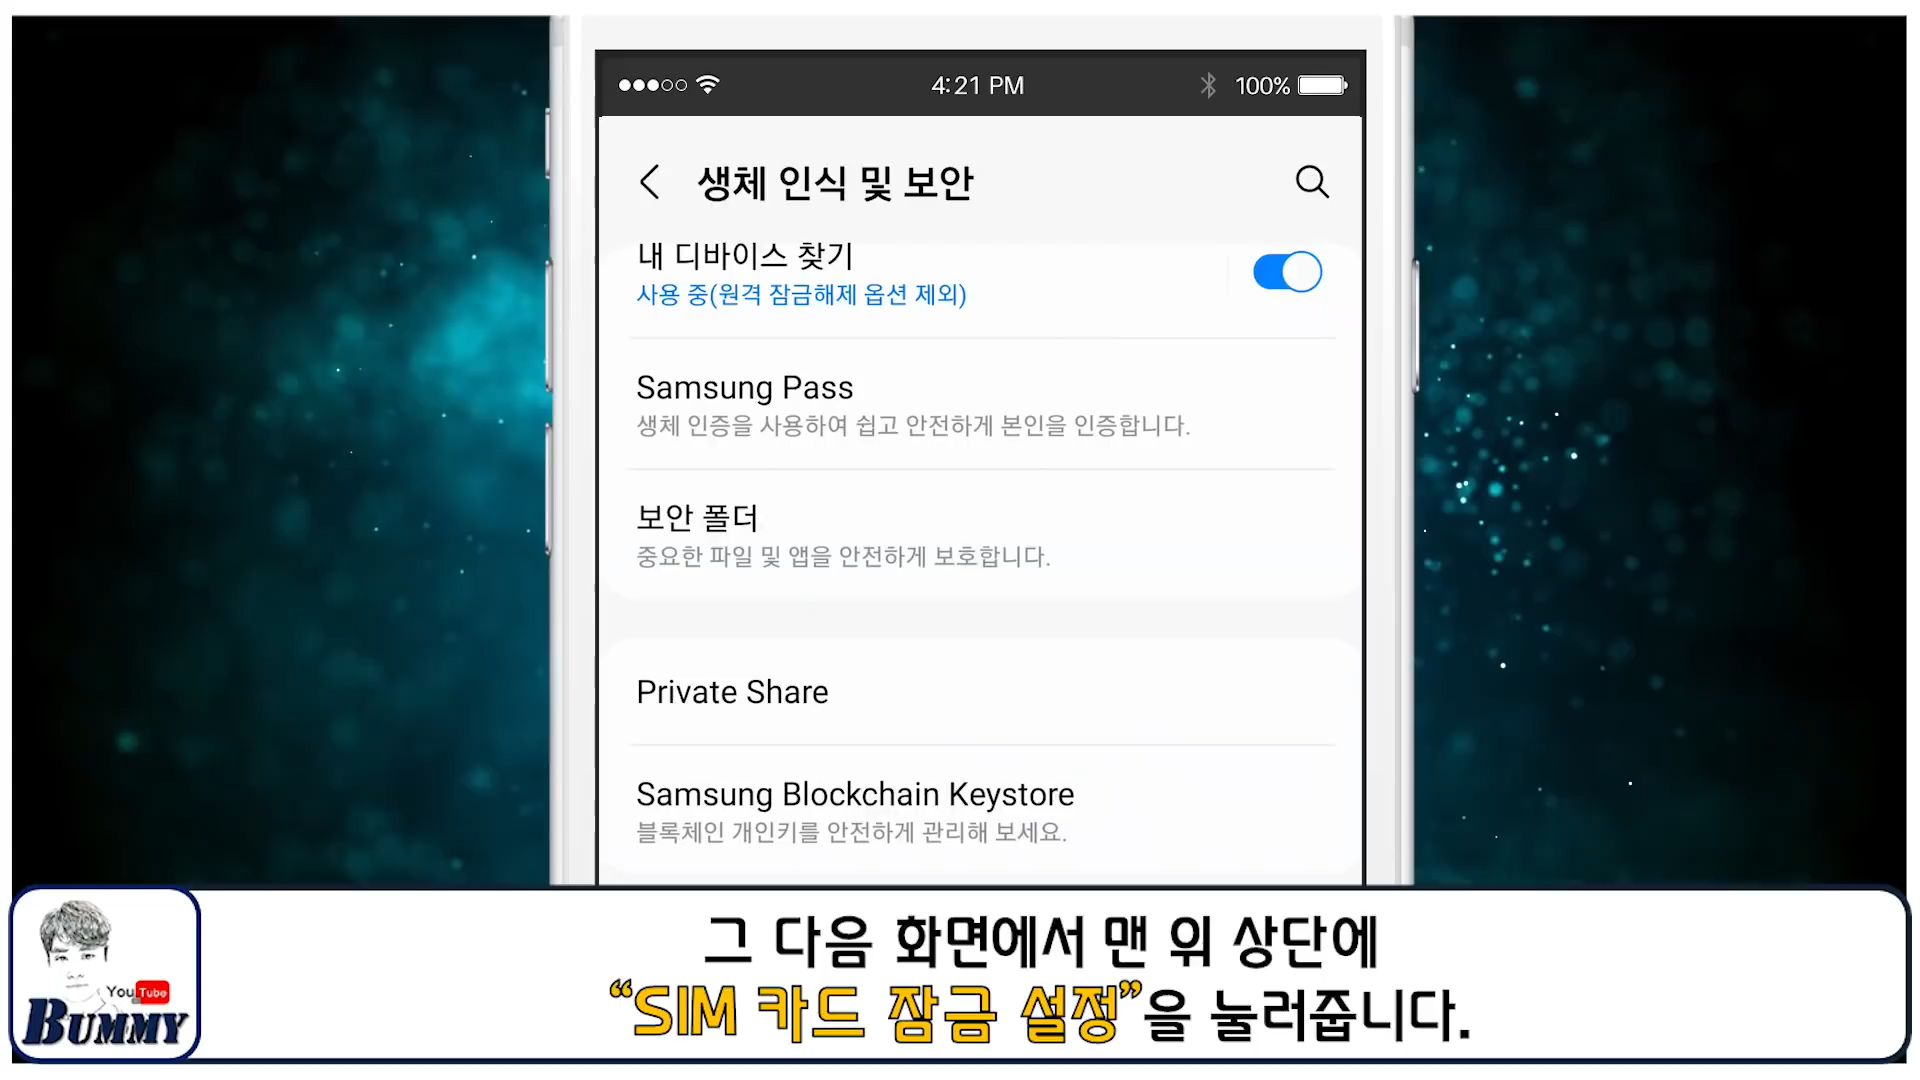 4:21 PM
100%
생체 인식 및 보안
내 디바이스 찾기
사용 중(원격 잠금해제 옵션 제외)
Samsung Pass
생체 인증을 사용하여 쉽고 안전하게 본인을 인증합니다.
보안 폴더
중요한 파일 및 앱을 안전하게 보호합니다.
Private Share
Samsung Blockchain Keystore
블록체인 개인키를 안전하게 관리해 보세요.
그 다음 화면에서 맨 위 상단에
“SIM 카드 잠금 설정”을 눌러줍니다.
YouTube
BUMMY